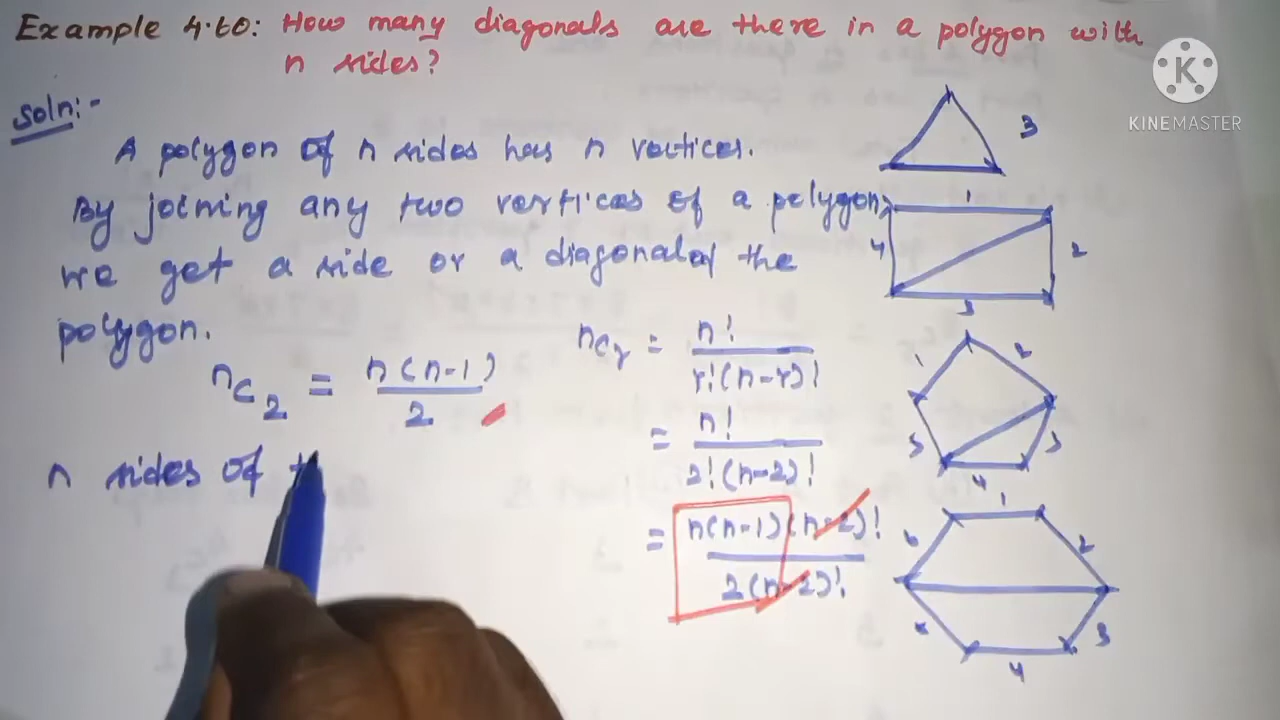 Example 4.60: How many diagonals are there in a polygon with
n sides?
Soln:-
A polygon of n sides has n vertices.
By joining any two vertices of a polygon,
we get a side or a diagonal of the
polygon.
nC2 = n(n-1)/2
n sides of t
nCr = n!/r!(n-r)!
= n!/2!(n-2)!
= n(n-1)(n-2)!/2(n-2)!
3
1
4 2
3
1 2
5 3
4
1
6 2
5 3
4
K
KINEMASTER